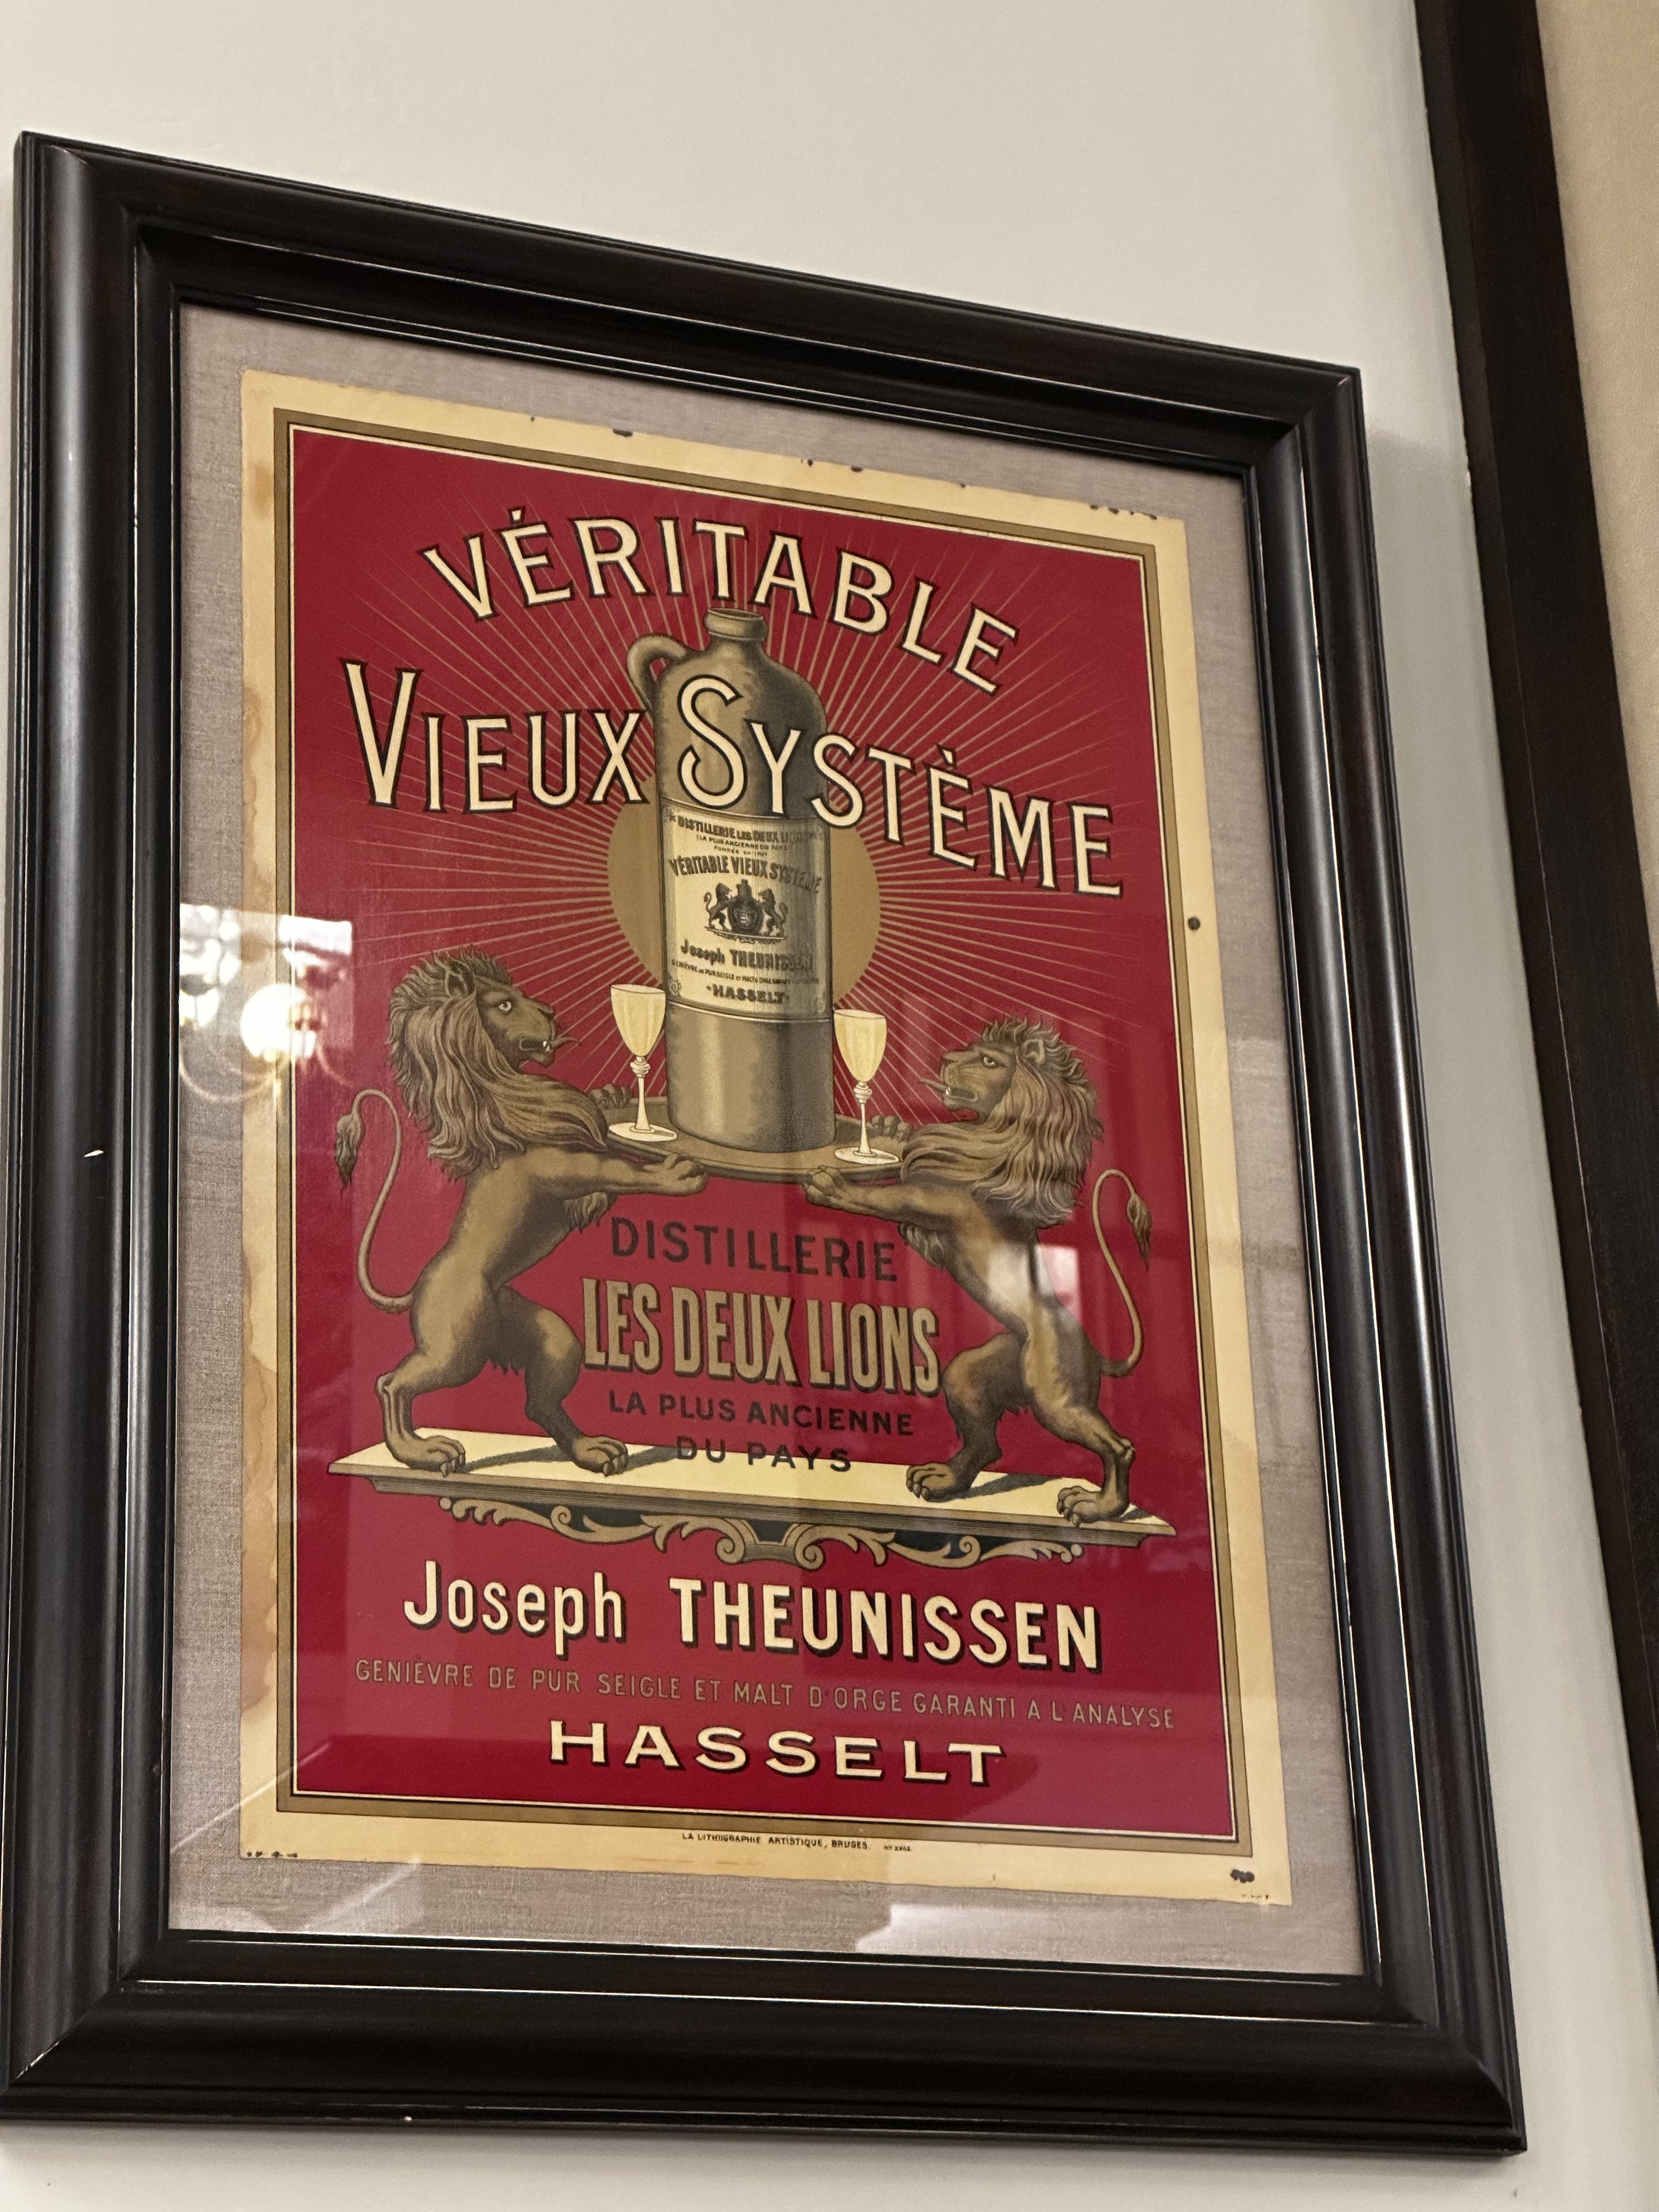 VÉRITABLE
VIEUX SYSTÈME
DISTILLERIE LES DEUX LIONS
LA PLUS ANCIENNE DU PAYS
VÉRITABLE VIEUX SYSTÈME
Joseph THEUNISSEN
HASSELT
DISTILLERIE
LES DEUX LIONS
LA PLUS ANCIENNE
DU PAYS
Joseph THEUNISSEN
GENIÈVRE DE PUR SEIGLE ET MALT D'ORGE GARANTI A L'ANALYSE
HASSELT
LA LITHOGRAPHIE ARTISTIQUE, BRUGES.